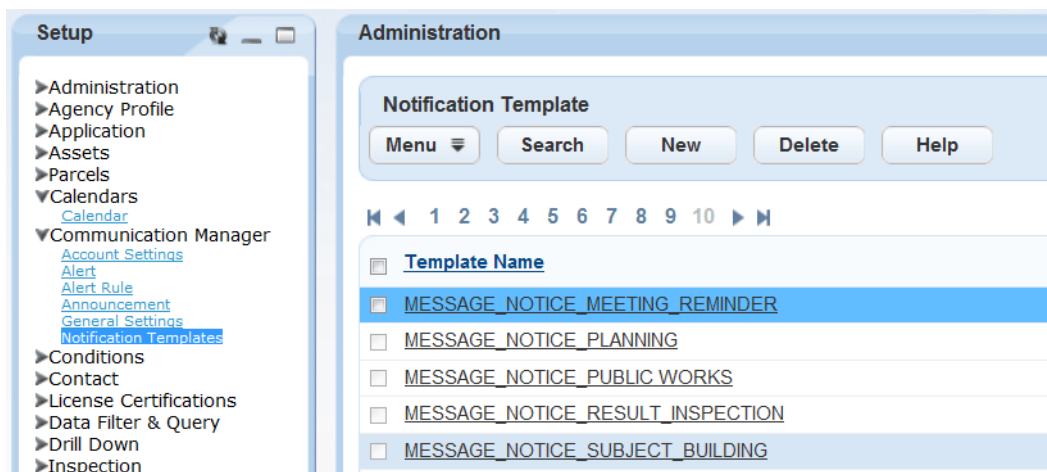 Setup
Administration
Agency Profile
Application
Assets
Parcels
Calendars
Calendar
Communication Manager
Account Settings
Alert
Alert Rule
Announcement
General Settings
Notification Templates
Conditions
Contact
License Certifications
Data Filter & Query
Drill Down
Inspection
Administration
Notification Template
Menu Search New Delete Help
1 2 3 4 5 6 7 8 9 10
Template Name
MESSAGE_NOTICE_MEETING_REMINDER
MESSAGE_NOTICE_PLANNING
MESSAGE_NOTICE_PUBLIC WORKS
MESSAGE_NOTICE_RESULT_INSPECTION
MESSAGE_NOTICE_SUBJECT_BUILDING